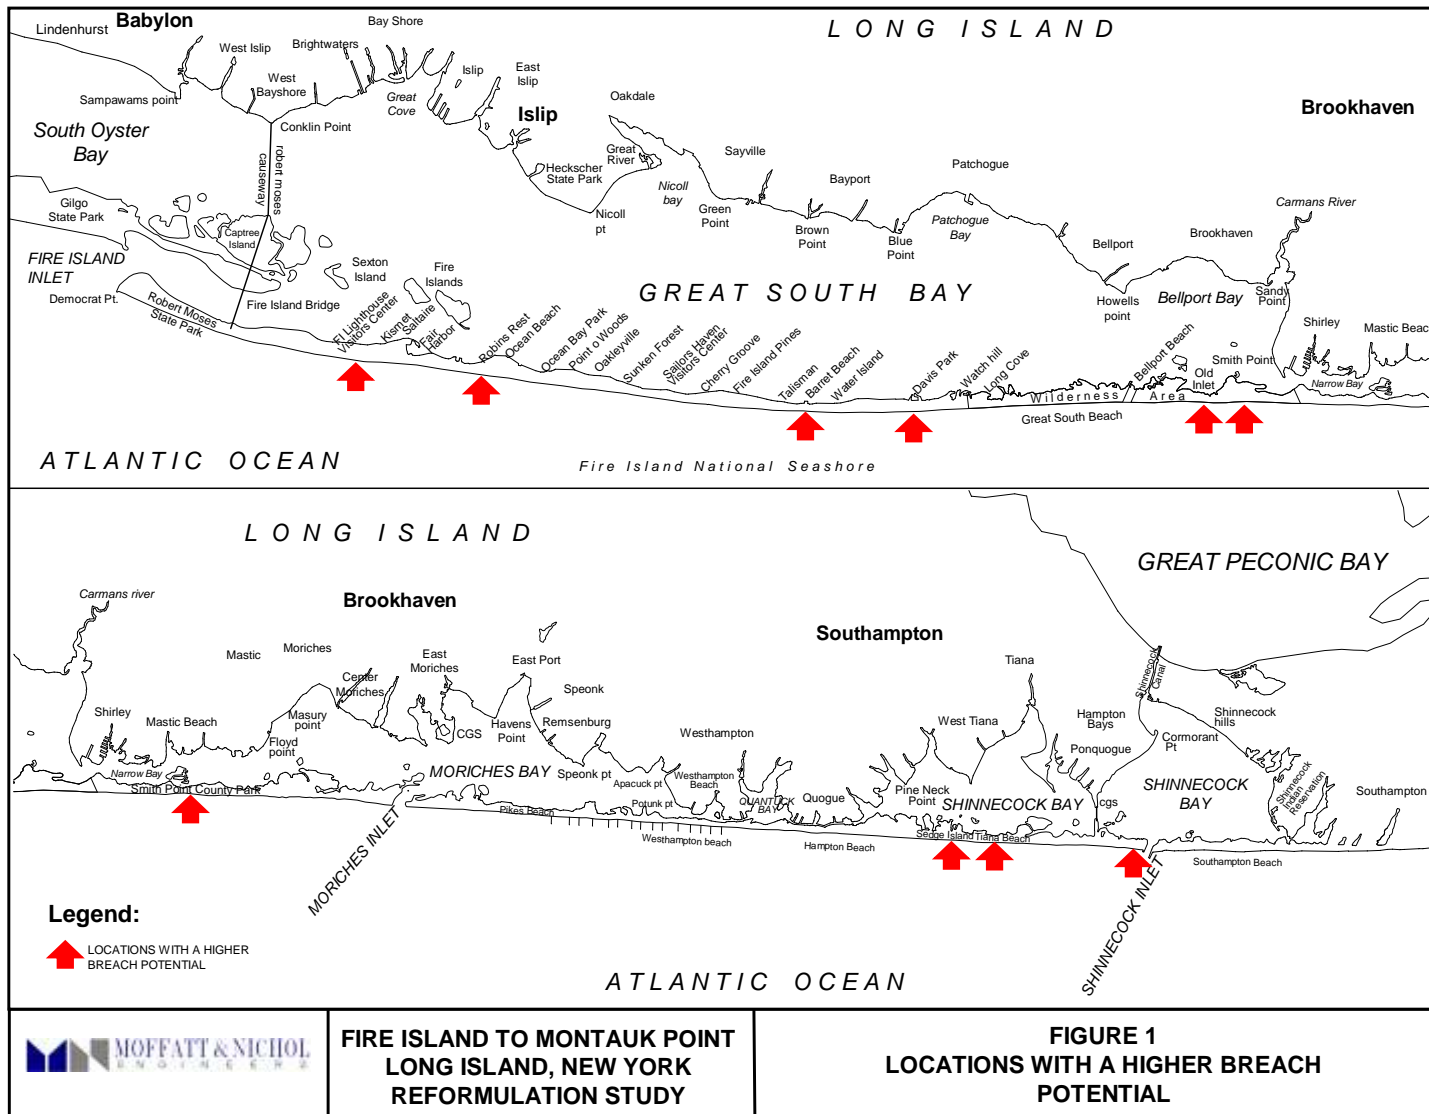 Babylon
Bay Shore
LONG ISLAND
Lindenhurst
West Islip
Brightwaters
Islip
East
Islip
West
Bayshore
Great
Cove
Sampawams point
Oakdale
Islip
Brookhaven
South Oyster
Bay
Conklin Point
robert moses
causeway
Great
River
Sayville
Patchogue
Heckscher
State Park
Nicoll
bay
Bayport
Gilgo
State Park
Nicoll
pt
Green
Point
Patchogue
Bay
Carmans River
Captree
Island
Brown
Point
Blue
Point
Bellport
Brookhaven
FIRE ISLAND
INLET
Sexton
Island
Fire
Islands
GREAT SOUTH BAY
Howells
point
Bellport Bay
Sandy
Point
Democrat Pt.
Robert Moses
State Park
Fire Island Bridge
FI Lighthouse
Visitors Center
Kismet
Saltaire
Fair
Harbor
Robins Rest
Ocean Beach
Ocean Bay Park
Point o Woods
Oakleyville
Sunken Forest
Sailors Haven
Visitors Center
Cherry Groove
Fire Island Pines
Talisman
Barret Beach
Water Island
Davis Park
Watch hill
Long Cove
Wilderness Area
Bellport Beach
Old
Inlet
Smith Point
Shirley
Mastic Beac
Narrow Bay
Great South Beach
ATLANTIC OCEAN
Fire Island National Seashore
LONG ISLAND
GREAT PECONIC BAY
Carmans river
Brookhaven
Southampton
Mastic
Moriches
Center
Moriches
East
Moriches
East Port
Speonk
Tiana
Shinnecock
Canal
Shirley
Mastic Beach
Masury
point
Floyd
point
CGS
Havens
Point
Remsenburg
Westhampton
West Tiana
Hampton
Bays
Shinnecock
hills
Ponquogue
Cormorant
Pt
Narrow Bay
MORICHES BAY
Speonk pt
Apacuck pt
Westhampton
Beach
Potunk pt
QUANTUCK
BAY
Quogue
Pine Neck
Point
SHINNECOCK BAY
cgs
SHINNECOCK
BAY
Shinnecock
Indian
Reservation
Southampton
Smith Point County Park
Pikes Beach
Westhampton beach
Hampton Beach
Sedge Island
Tiana Beach
Southampton Beach
MORICHES INLET
SHINNECOCK INLET
ATLANTIC OCEAN
Legend:
LOCATIONS WITH A HIGHER
BREACH POTENTIAL
MOFFATT & NICHOL
ENGINEERS
FIRE ISLAND TO MONTAUK POINT
LONG ISLAND, NEW YORK
REFORMULATION STUDY
FIGURE 1
LOCATIONS WITH A HIGHER BREACH
POTENTIAL